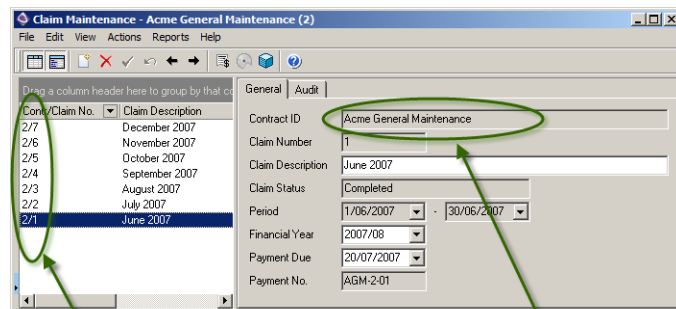 Claim Maintenance - Acme General Maintenance (2)
File Edit View Actions Reports Help
Drag a column header here to group by that co
General Audit
Claim No. Claim Description
2/7 December 2007
2/6 November 2007
2/5 October 2007
2/4 September 2007
2/3 August 2007
2/2 July 2007
2/1 June 2007
Contract ID Acme General Maintenance
Claim Number 1
Claim Description June 2007
Claim Status Completed
Period 1/06/2007 - 30/06/2007
Financial Year 2007/08
Payment Due 20/07/2007
Payment No. AGM-2-01